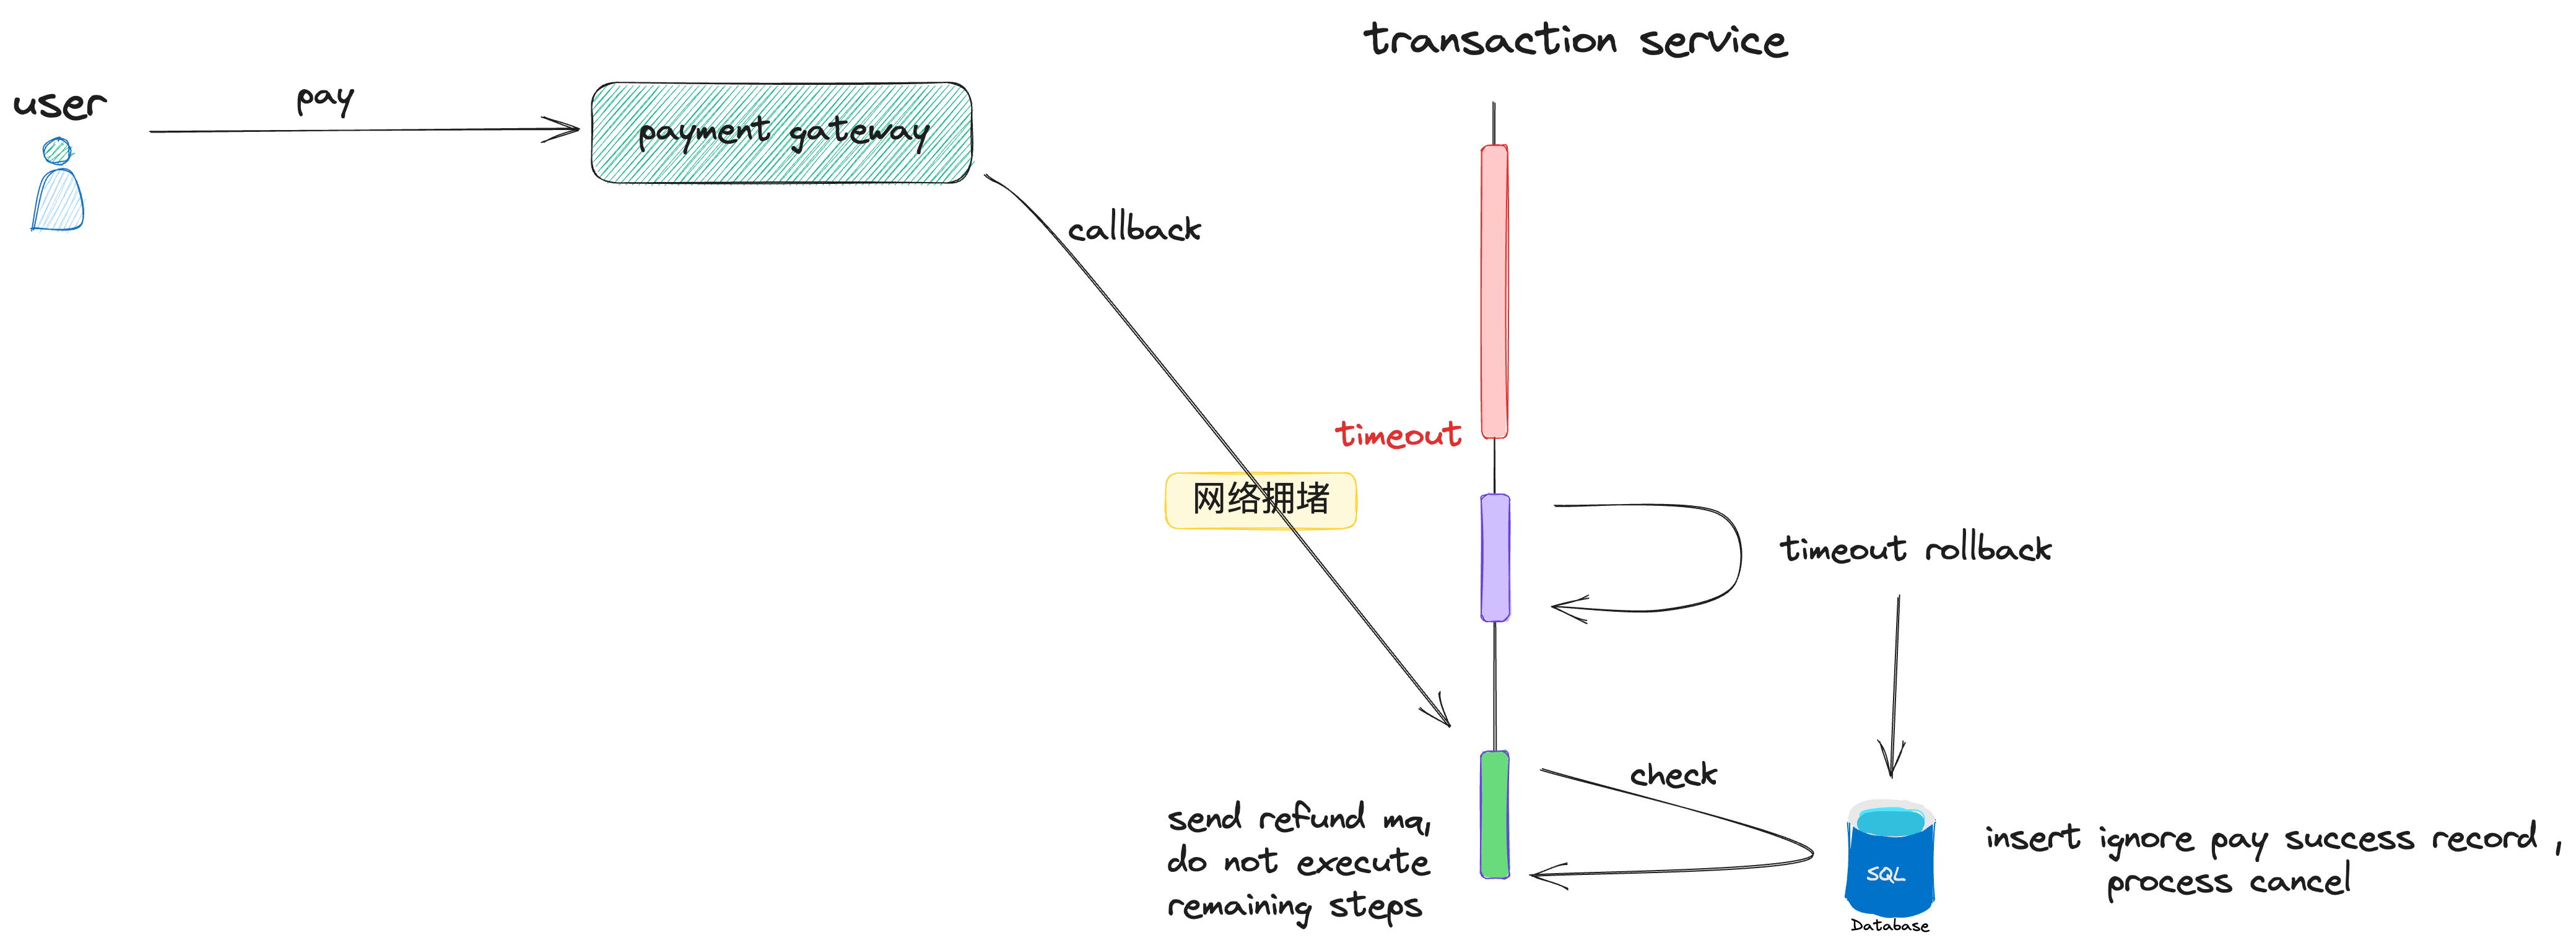 transaction service
user
pay
payment gateway
callback
timeout
网络拥堵
timeout rollback
check
send refund mq,
do not execute
remaining steps
SQL
Database
insert ignore pay success record ,
process cancel